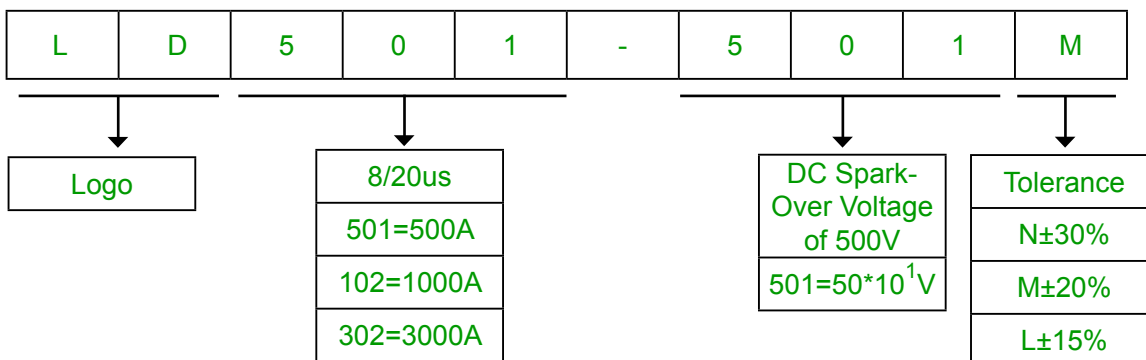 L D 5 0 1 - 5 0 1 M
Logo
8/20us
501=500A
102=1000A
302=3000A
DC Spark-
Over Voltage
of 500V
501=50*10¹V
Tolerance
N±30%
M±20%
L±15%